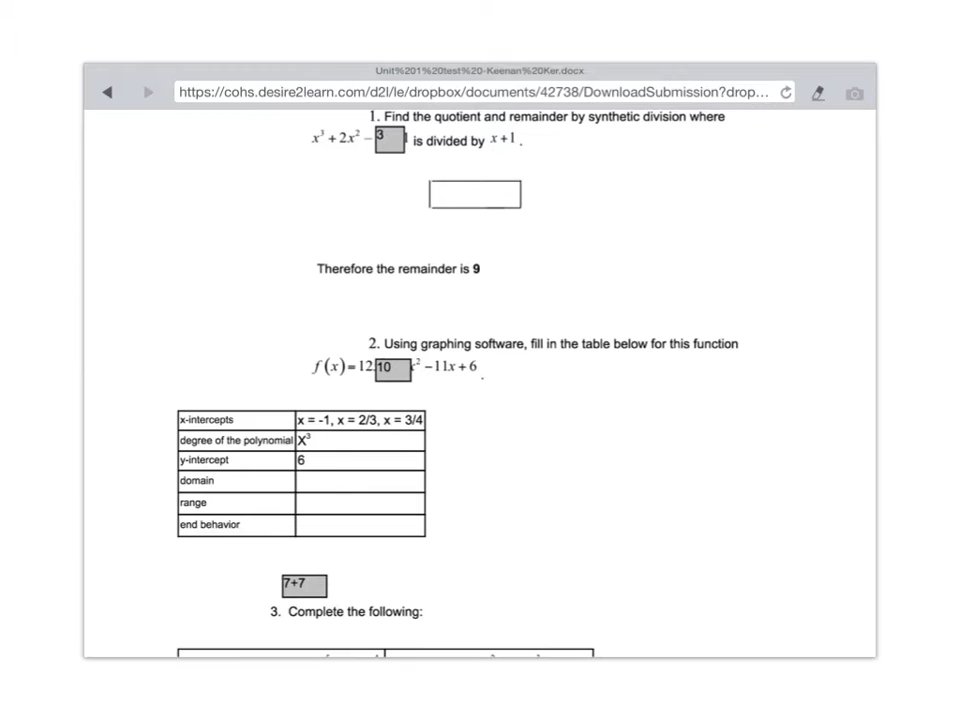 Unit%201%20test%20-Keenan%20Ker.docx
https://cohs.desire2learn.com/d2l/le/dropbox/documents/42738/DownloadSubmission?drop...
1. Find the quotient and remainder by synthetic division where
x³ + 2x² − 3 is divided by x+1 .
Therefore the remainder is 9
2. Using graphing software, fill in the table below for this function
f(x) = 12 10 x² −11x + 6 .
x-intercepts x = -1, x = 2/3, x = 3/4
degree of the polynomial X³
y-intercept 6
domain
range
end behavior
7+7
3. Complete the following: